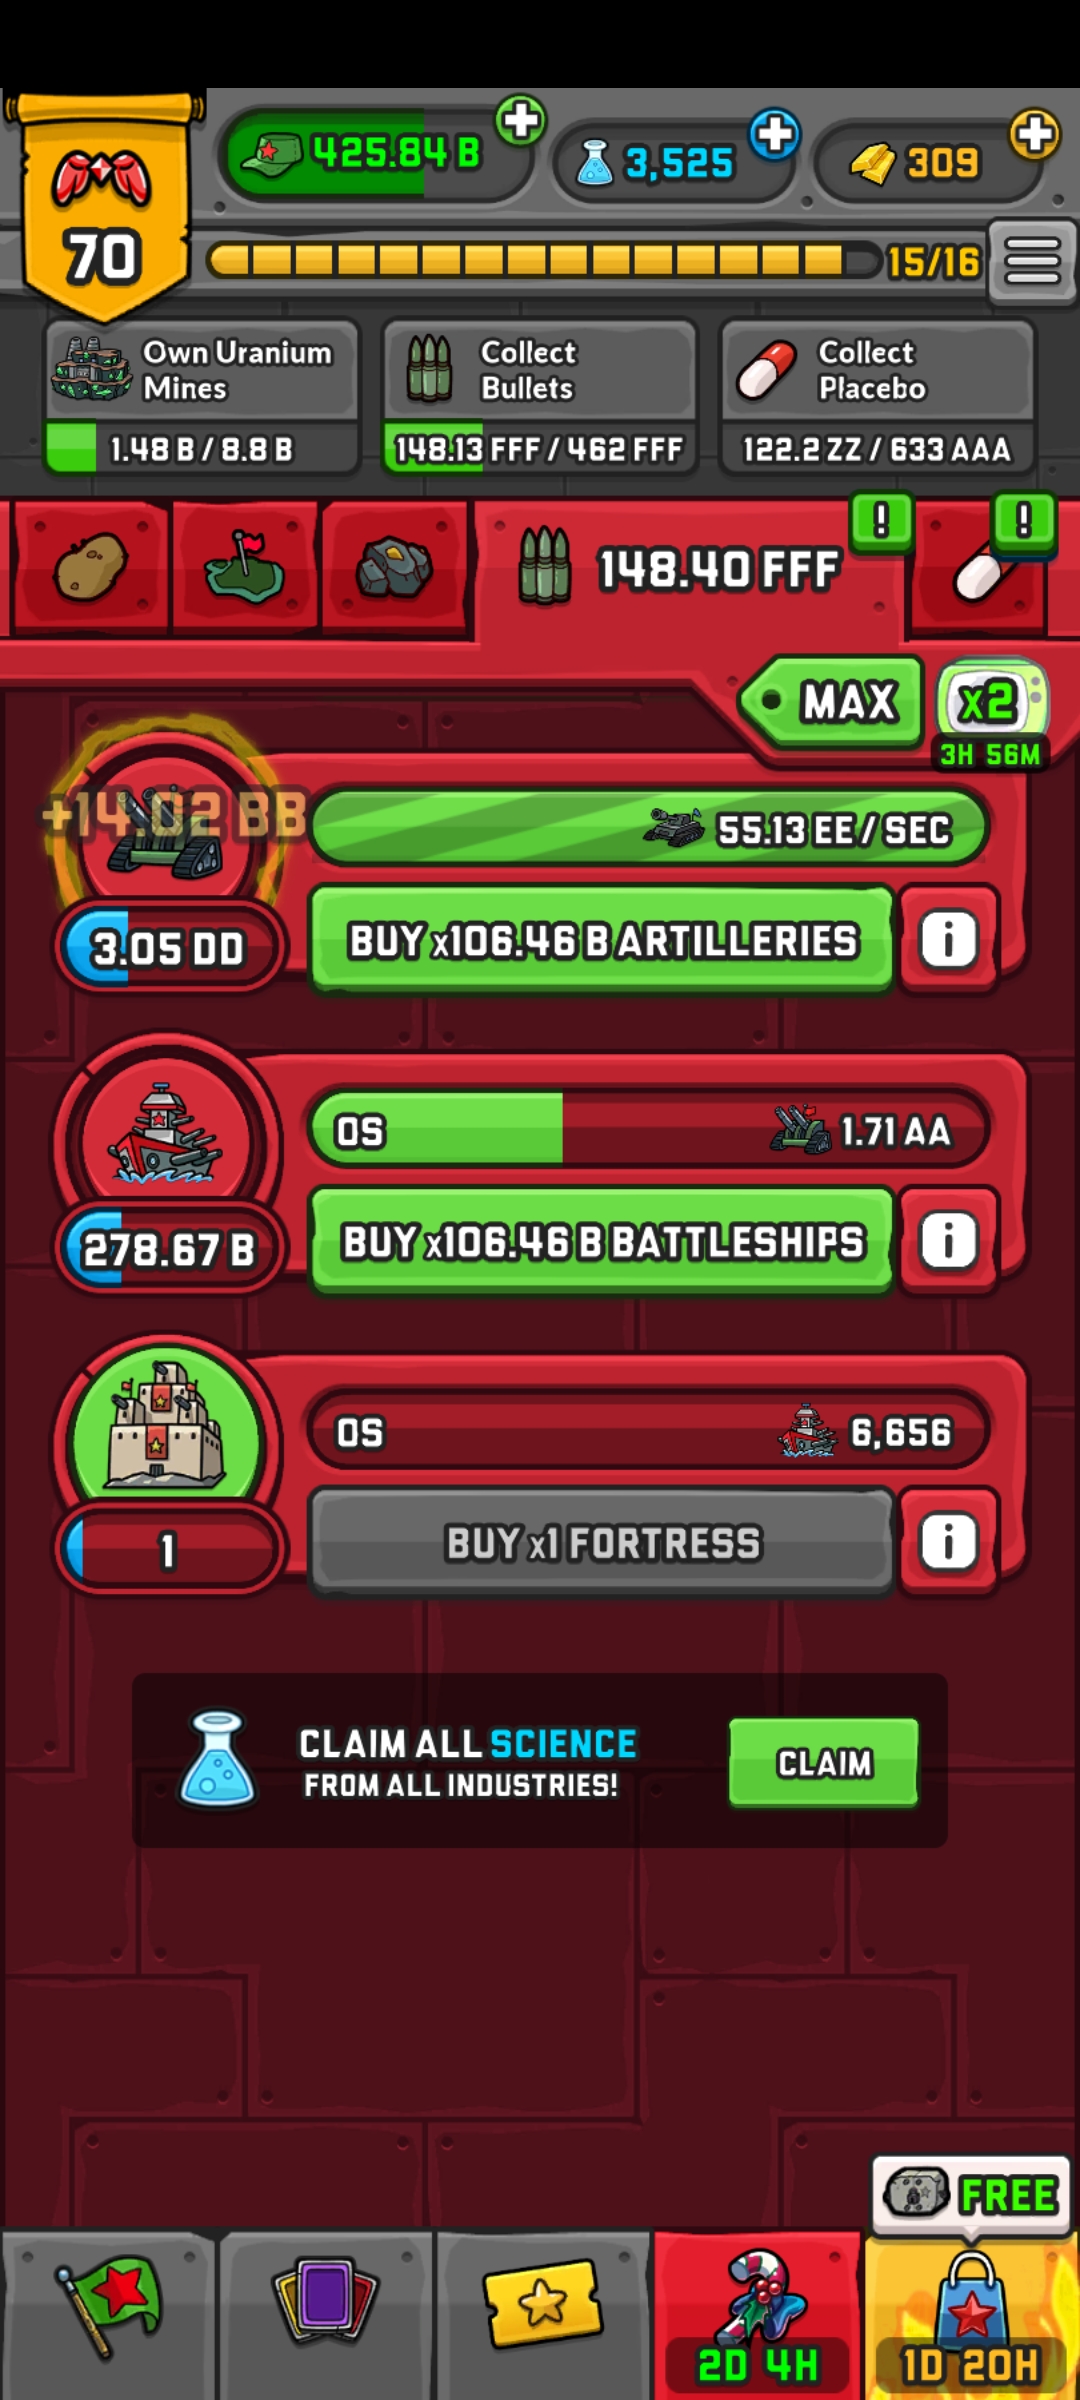 425.84 B
3,525
309
70
15/16
Own Uranium
Mines
1.48 B / 8.8 B
Collect
Bullets
148.13 FFF / 462 FFF
Collect
Placebo
122.2 ZZ / 633 AAA
148.40 FFF
!
!
MAX
x2
3H 56M
+14.02 BB
55.13 EE / SEC
3.05 DD
BUY x106.46 B ARTILLERIES
i
0S
1.71 AA
278.67 B
BUY x106.46 B BATTLESHIPS
i
0S
6,656
1
BUY x1 FORTRESS
i
CLAIM ALL SCIENCE
FROM ALL INDUSTRIES!
CLAIM
FREE
2D 4H
1D 20H